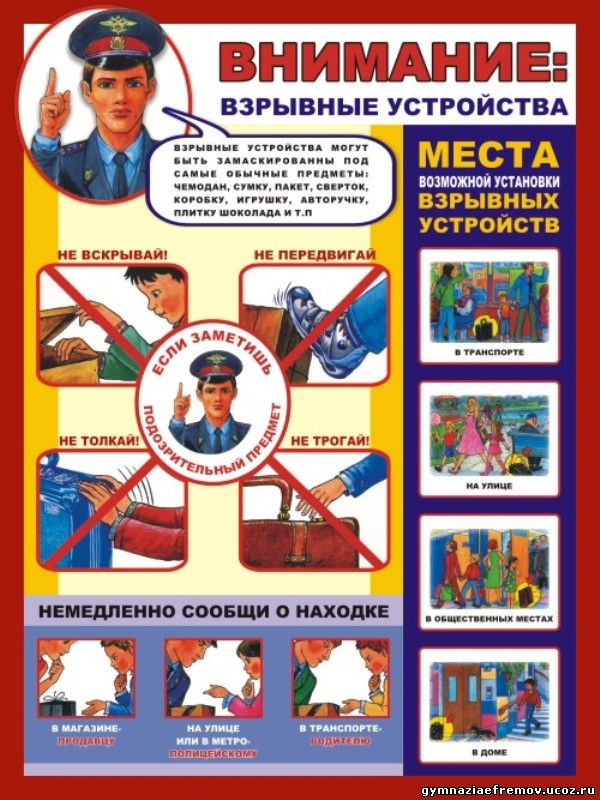 ВНИМАНИЕ:
ВЗРЫВНЫЕ УСТРОЙСТВА
ВЗРЫВНЫЕ УСТРОЙСТВА МОГУТ
БЫТЬ ЗАМАСКИРОВАННЫ ПОД
САМЫЕ ОБЫЧНЫЕ ПРЕДМЕТЫ:
ЧЕМОДАН, СУМКУ, ПАКЕТ, СВЕРТОК,
КОРОБКУ, ИГРУШКУ, АВТОРУЧКУ,
ПЛИТКУ ШОКОЛАДА И Т.П
НЕ ВСКРЫВАЙ!
НЕ ПЕРЕДВИГАЙ
ЕСЛИ ЗАМЕТИШЬ
ПОДОЗРИТЕЛЬНЫЙ ПРЕДМЕТ
НЕ ТОЛКАЙ!
НЕ ТРОГАЙ!
НЕМЕДЛЕННО СООБЩИ О НАХОДКЕ
В МАГАЗИНЕ-
ПРОДАВЦУ
НА УЛИЦЕ
ИЛИ В МЕТРО-
ПОЛИЦЕЙСКОМУ
В ТРАНСПОРТЕ-
ВОДИТЕЛЮ
МЕСТА
ВОЗМОЖНОЙ УСТАНОВКИ
ВЗРЫВНЫХ
УСТРОЙСТВ
В ТРАНСПОРТЕ
НА УЛИЦЕ
В ОБЩЕСТВЕННЫХ МЕСТАХ
В ДОМЕ
gymnaziaefremov.ucoz.ru